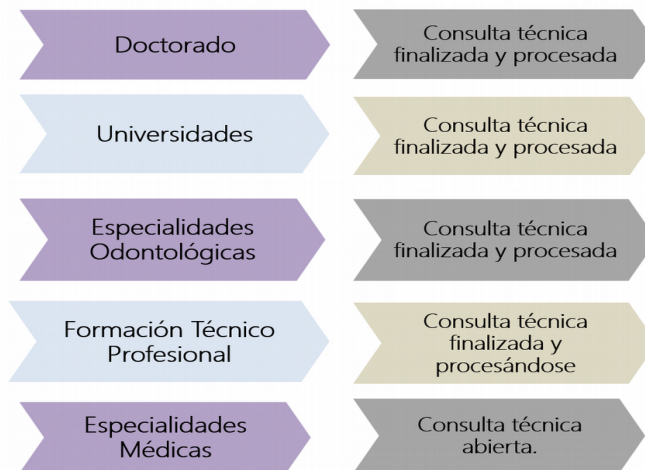 Doctorado
Consulta técnica
finalizada y procesada
Universidades
Consulta técnica
finalizada y procesada
Especialidades
Odontológicas
Consulta técnica
finalizada y procesada
Formación Técnico
Profesional
Consulta técnica
finalizada y
procesándose
Especialidades
Médicas
Consulta técnica
abierta.